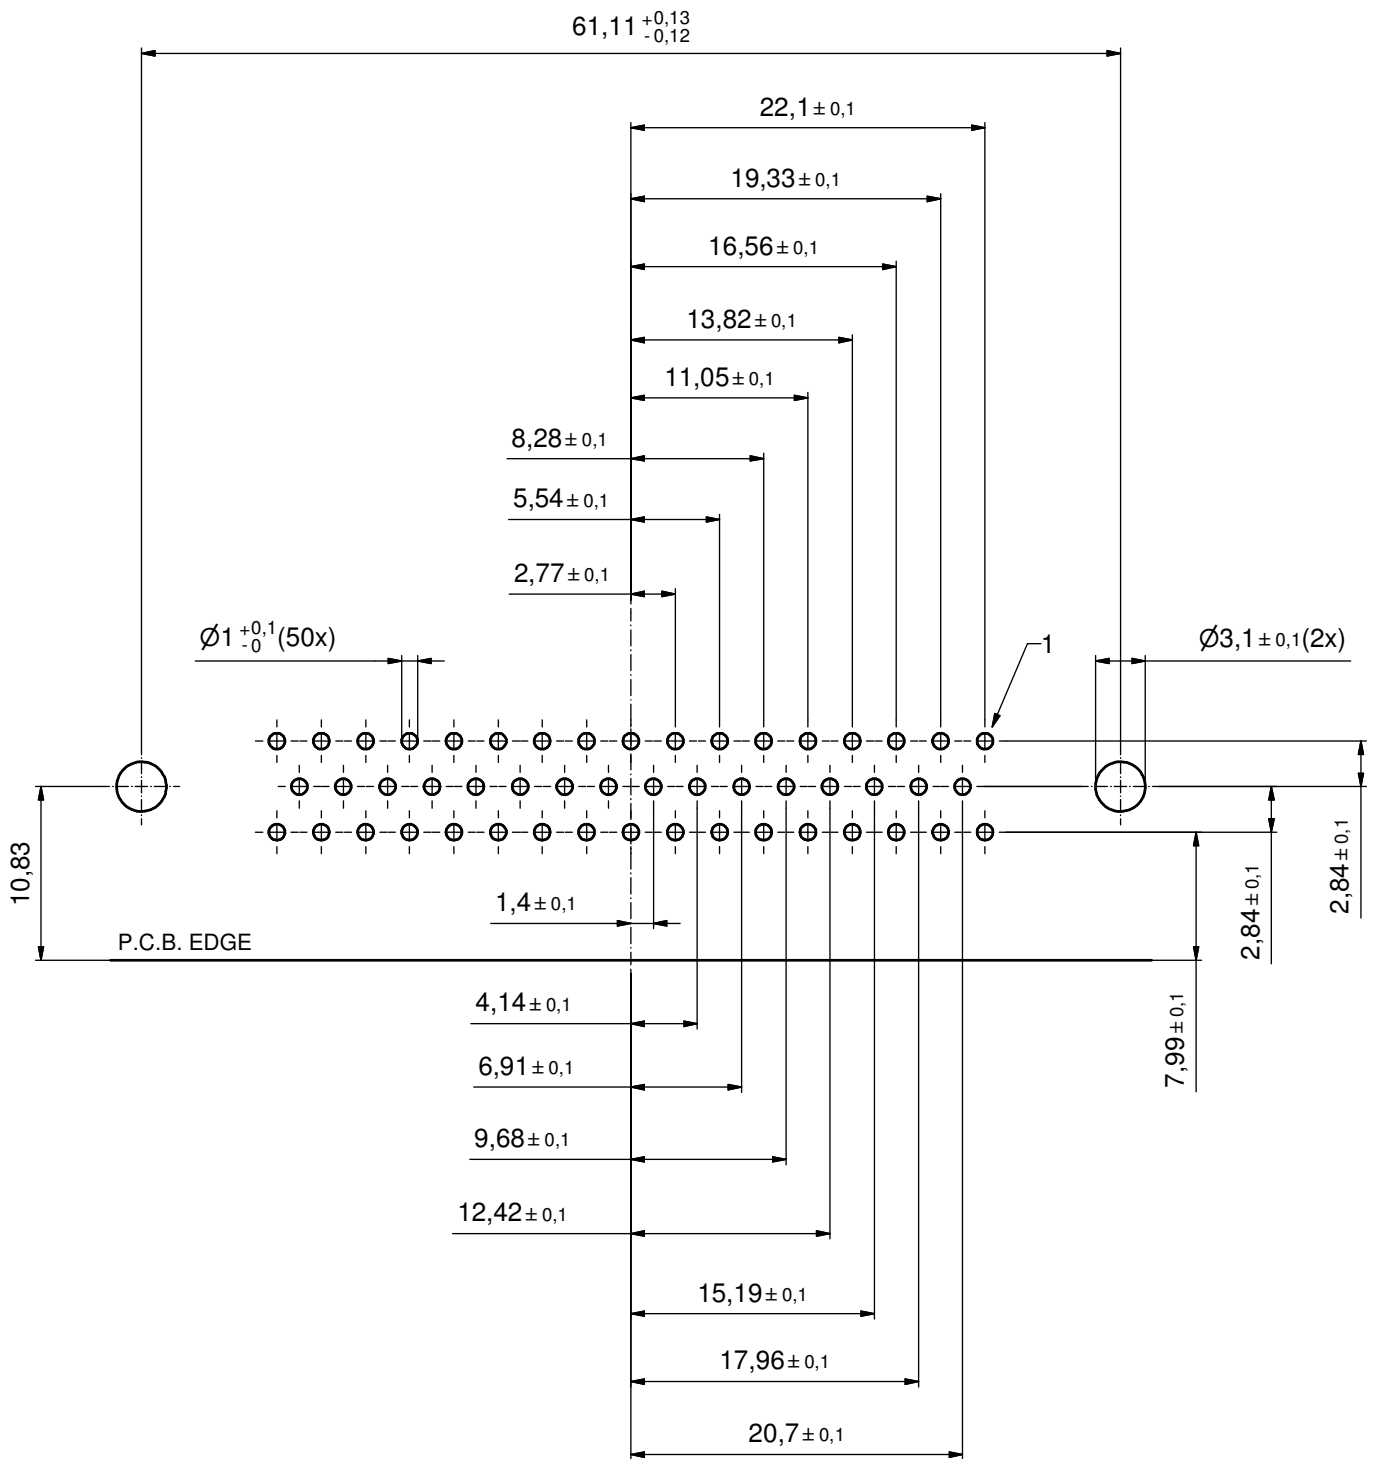 61,11 +0,13 -0,12
22,1 ± 0,1
19,33 ± 0,1
16,56 ± 0,1
13,82 ± 0,1
11,05 ± 0,1
8,28 ± 0,1
5,54 ± 0,1
2,77 ± 0,1
Ø1 +0,1 -0 (50x)
1
Ø3,1 ± 0,1(2x)
10,83
2,84 ± 0,1
2,84 ± 0,1
1,4 ± 0,1
P.C.B. EDGE
7,99 ± 0,1
4,14 ± 0,1
6,91 ± 0,1
9,68 ± 0,1
12,42 ± 0,1
15,19 ± 0,1
17,96 ± 0,1
20,7 ± 0,1